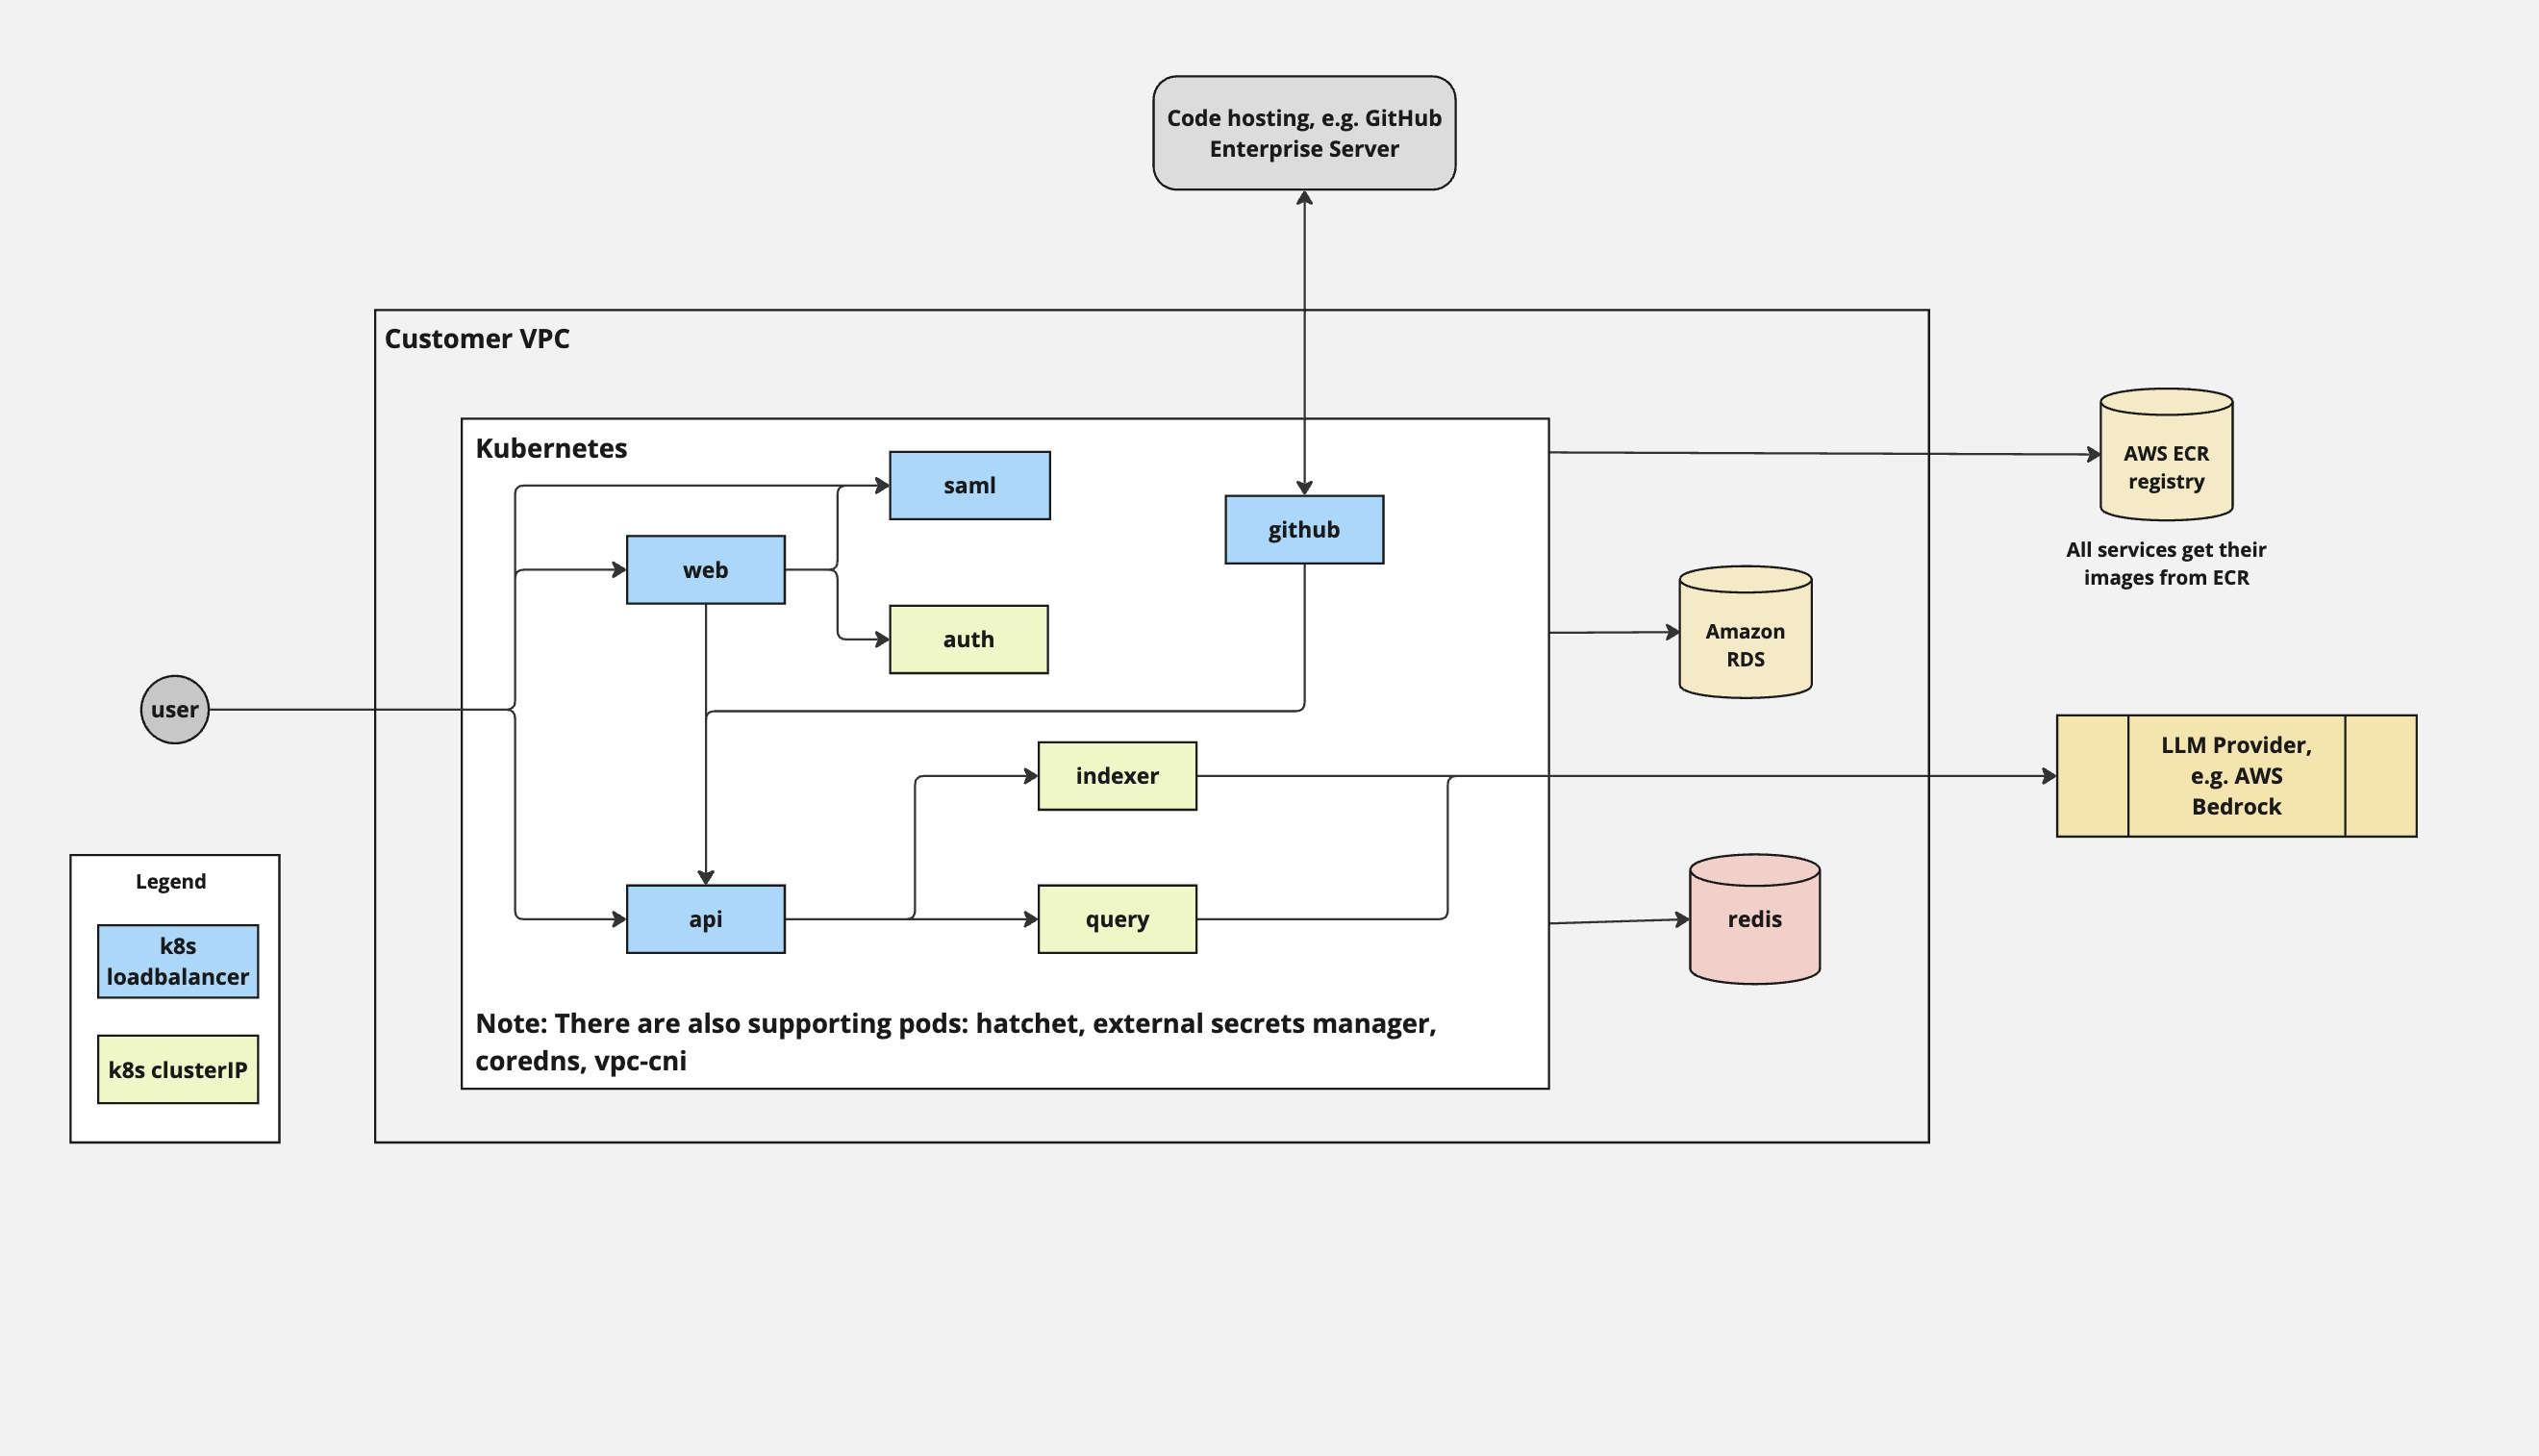 Code hosting, e.g. GitHub
Enterprise Server
Customer VPC
Kubernetes
saml
github
web
auth
AWS ECR
registry
All services get their
images from ECR
Amazon
RDS
user
indexer
LLM Provider,
e.g. AWS
Bedrock
api
query
redis
Note: There are also supporting pods: hatchet, external secrets manager,
coredns, vpc-cni
Legend
k8s
loadbalancer
k8s clusterIP